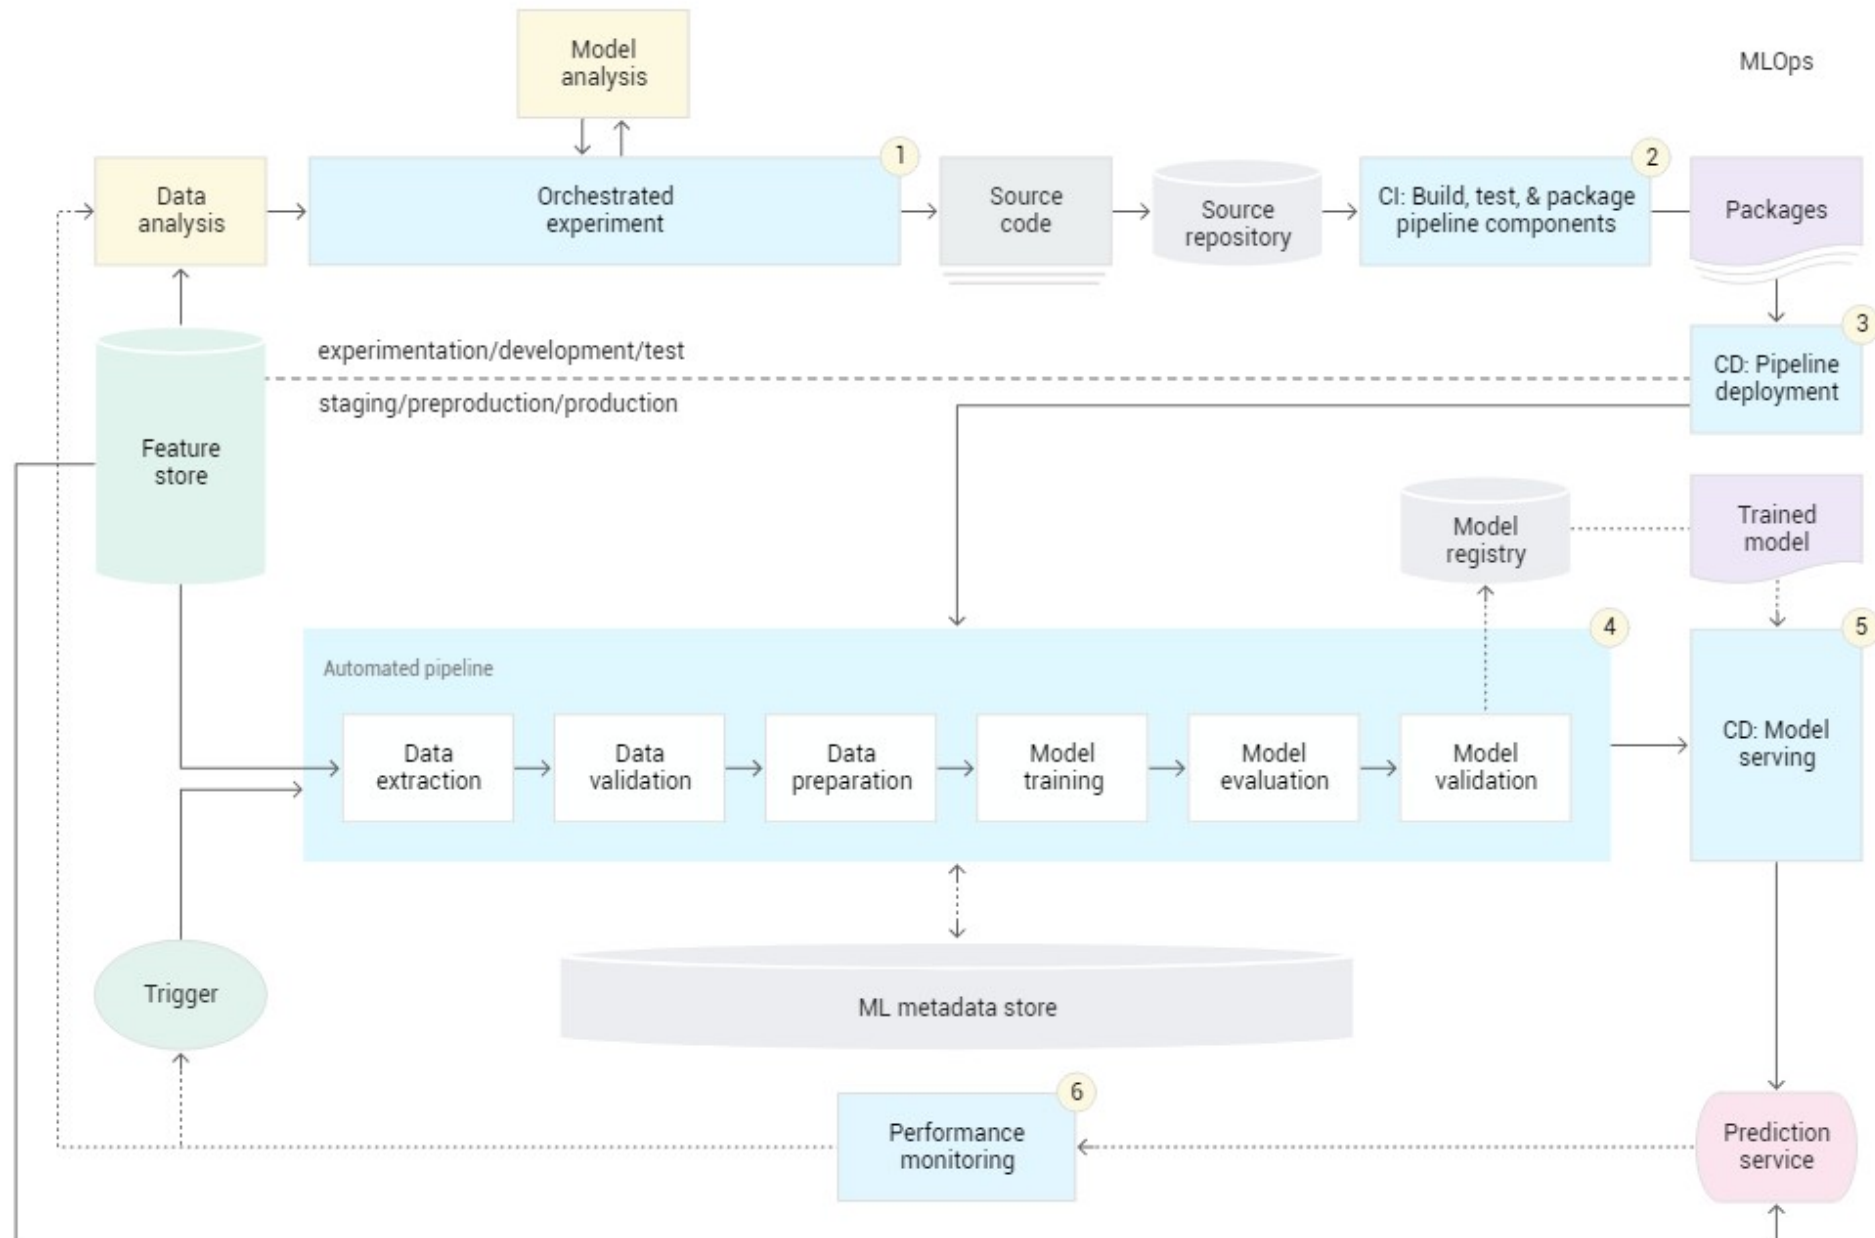 Model
analysis
MLOps
1
2
Data
analysis
Orchestrated
experiment
Source
code
Source
repository
CI: Build, test, & package
pipeline components
Packages
3
experimentation/development/test
staging/preproduction/production
CD: Pipeline
deployment
Feature
store
Model
registry
Trained
model
4
5
Automated pipeline
Data
extraction
Data
validation
Data
preparation
Model
training
Model
evaluation
Model
validation
CD: Model
serving
Trigger
ML metadata store
6
Performance
monitoring
Prediction
service